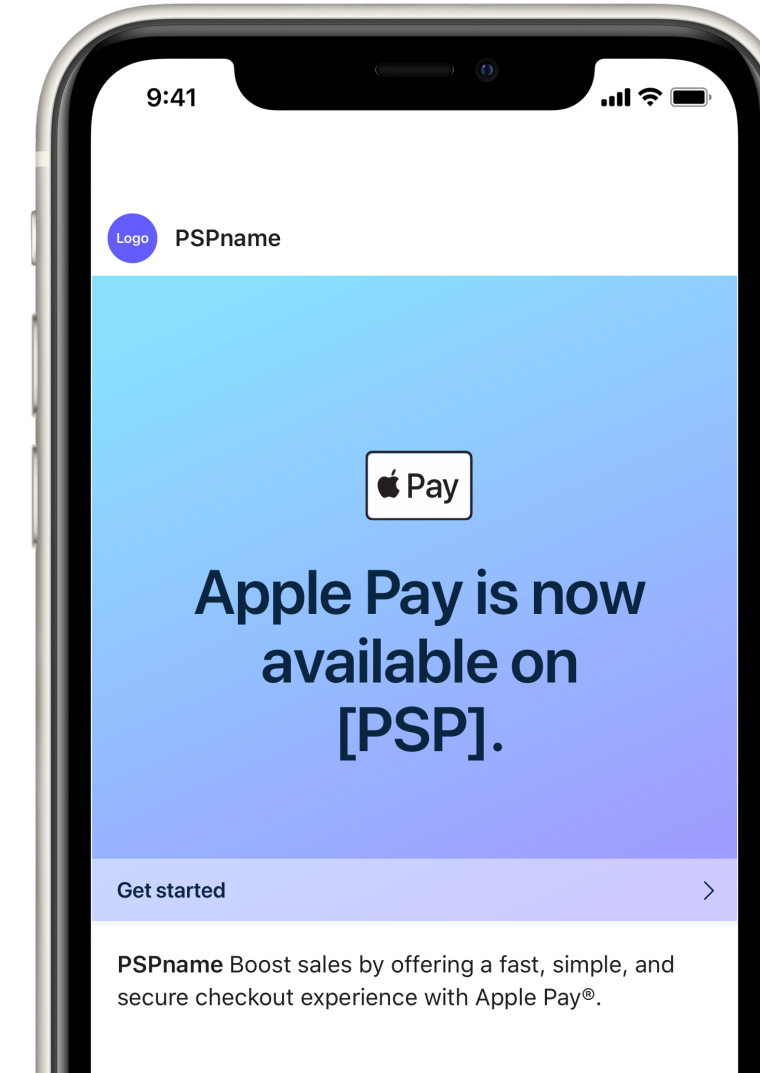 9:41
Logo
PSPname
Pay
Apple Pay is now
available on
[PSP].
Get started
PSPname Boost sales by offering a fast, simple, and
secure checkout experience with Apple Pay®.